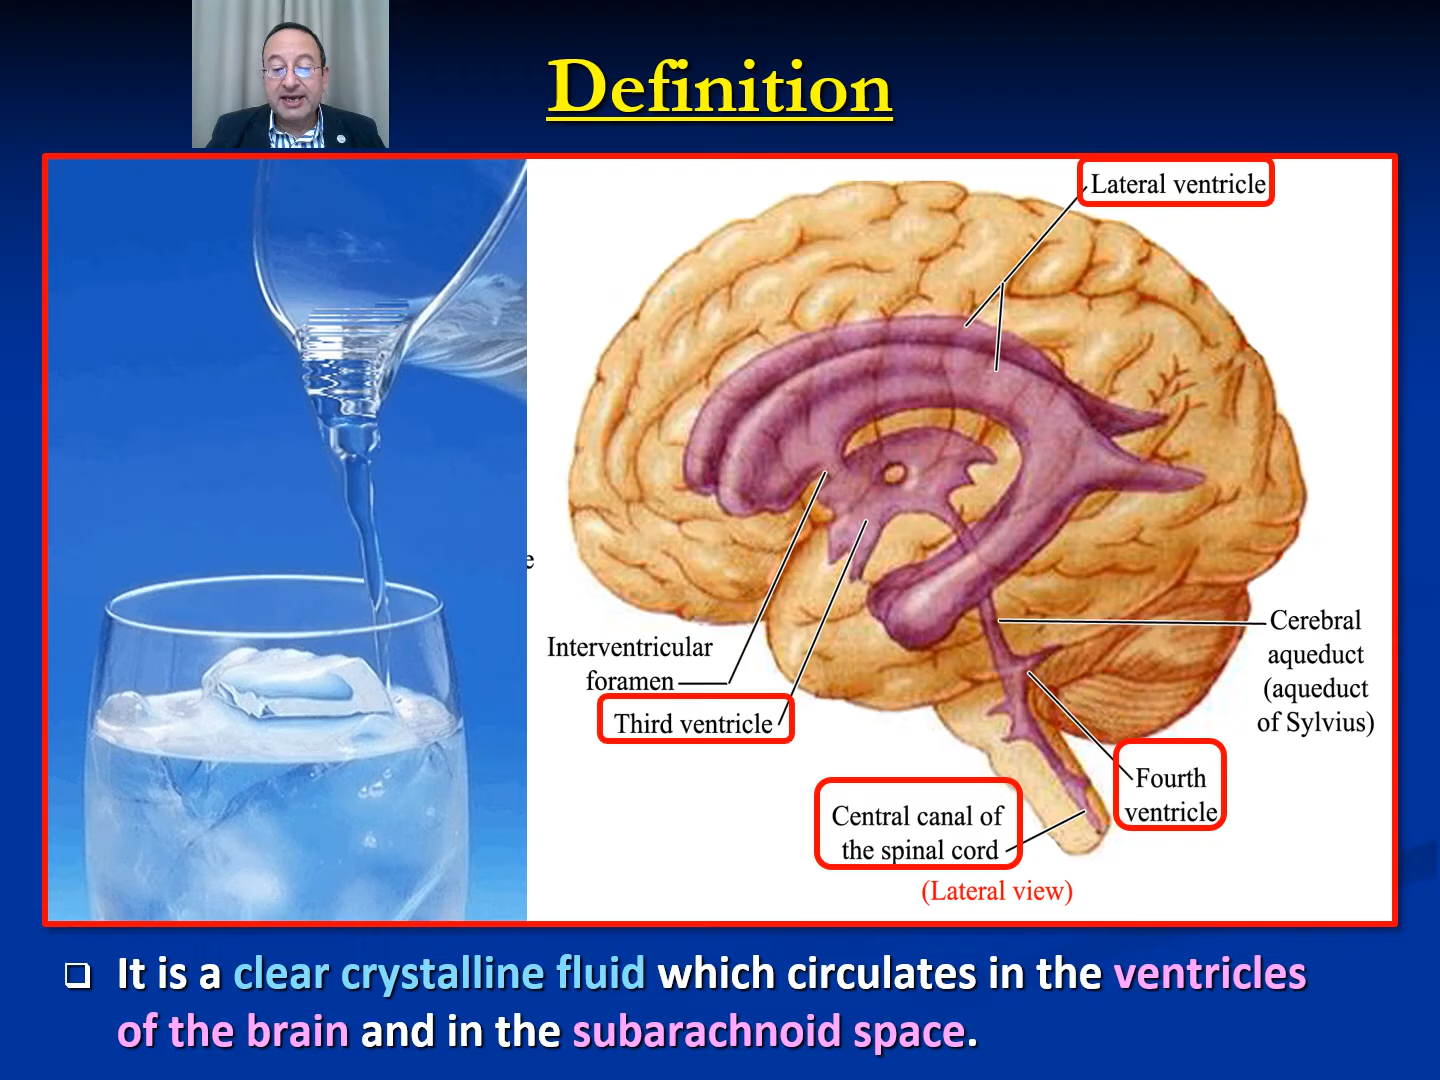 Definition
Lateral ventricle
e
Interventricular
foramen
Third ventricle
Cerebral
aqueduct
(aqueduct
of Sylvius)
Fourth
ventricle
Central canal of
the spinal cord
(Lateral view)
It is a clear crystalline fluid which circulates in the ventricles
of the brain and in the subarachnoid space.